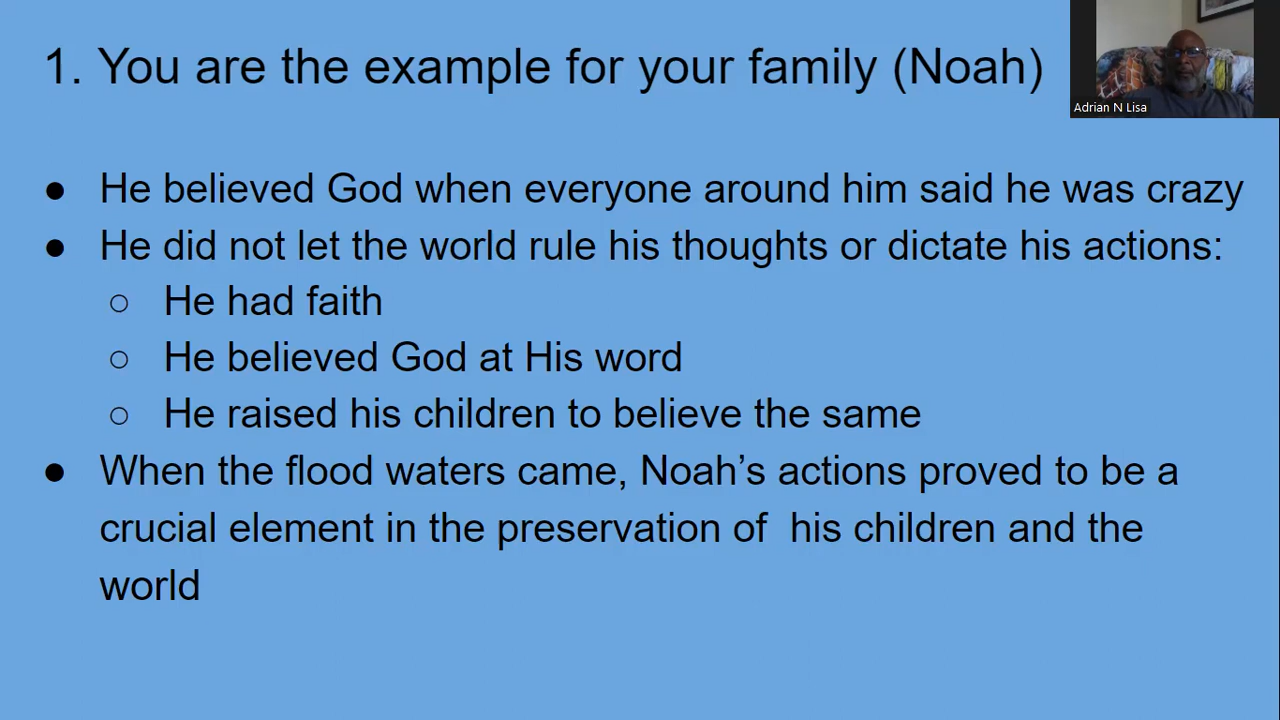 1. You are the example for your family (Noah)
Adrian N Lisa
● He believed God when everyone around him said he was crazy
● He did not let the world rule his thoughts or dictate his actions:
○ He had faith
○ He believed God at His word
○ He raised his children to believe the same
● When the flood waters came, Noah’s actions proved to be a
crucial element in the preservation of  his children and the
world